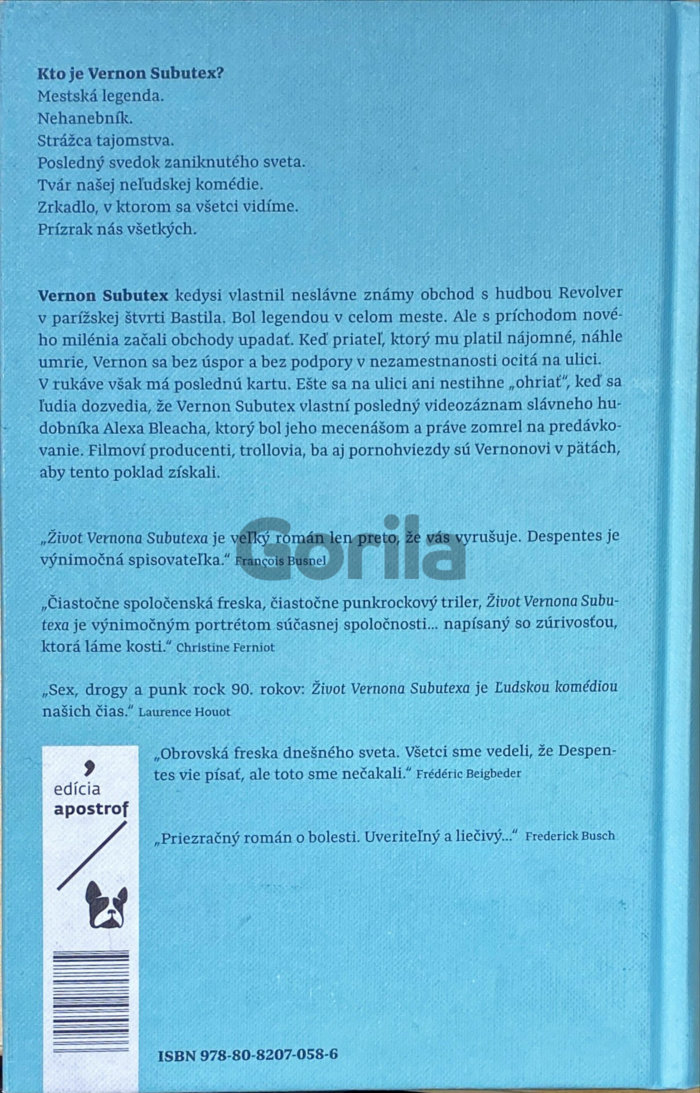 Kto je Vernon Subutex?
Mestská legenda.
Nehanebník.
Strážca tajomstva.
Posledný svedok zaniknutého sveta.
Tvár našej neľudskej komédie.
Zrkadlo, v ktorom sa všetci vidíme.
Prízrak nás všetkých.
Vernon Subutex kedysi vlastnil neslávne známy obchod s hudbou Revolver
v parížskej štvrti Bastila. Bol legendou v celom meste. Ale s príchodom nové-
ho milénia začali obchody upadať. Keď priateľ, ktorý mu platil nájomné, náhle
umrie, Vernon sa bez úspor a bez podpory v nezamestnanosti ocitá na ulici.
V rukáve však má poslednú kartu. Ešte sa na ulici ani nestihne „ohriať“, keď sa
ľudia dozvedia, že Vernon Subutex vlastní posledný videozáznam slávneho hu-
dobníka Alexa Bleacha, ktorý bol jeho mecenášom a práve zomrel na predávko-
vanie. Filmoví producenti, trollovia, ba aj pornohviezdy sú Vernonovi v pätách,
aby tento poklad získali.
„Život Vernona Subutexa je veľký román len preto, že vás vyrušuje. Despentes je
výnimočná spisovateľka.“ François Busnel
Gorila
„Čiastočne spoločenská freska, čiastočne punkrockový triler, Život Vernona Subu-
texa je výnimočným portrétom súčasnej spoločnosti... napísaný so zúrivosťou,
ktorá láme kosti.“ Christine Ferniot
„Sex, drogy a punk rock 90. rokov: Život Vernona Subutexa je Ľudskou komédiou
našich čias.“ Laurence Houot
„Obrovská freska dnešného sveta. Všetci sme vedeli, že Despen-
tes vie písať, ale toto sme nečakali.“ Frédéric Beigbeder
„Priezračný román o bolesti. Uveriteľný a liečivý...“ Frederick Busch
edícia
apostrof
ISBN 978-80-8207-058-6